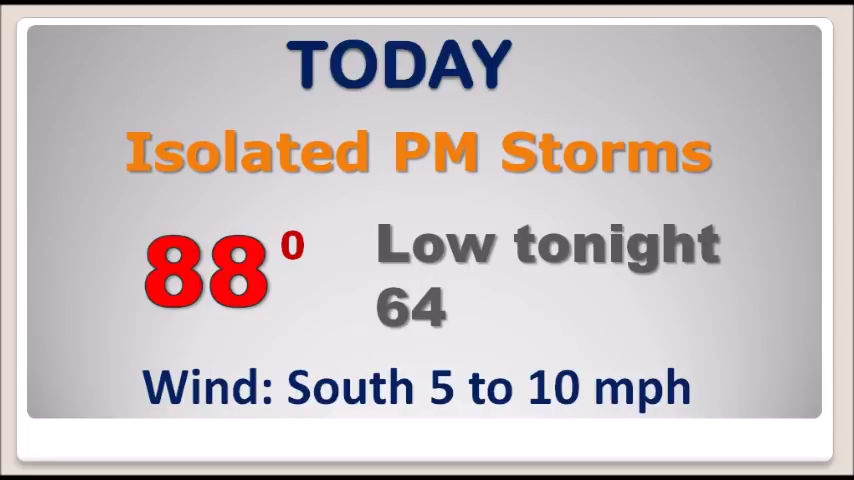 TODAY
Isolated PM Storms
88⁰ Low tonight
64
Wind: South 5 to 10 mph